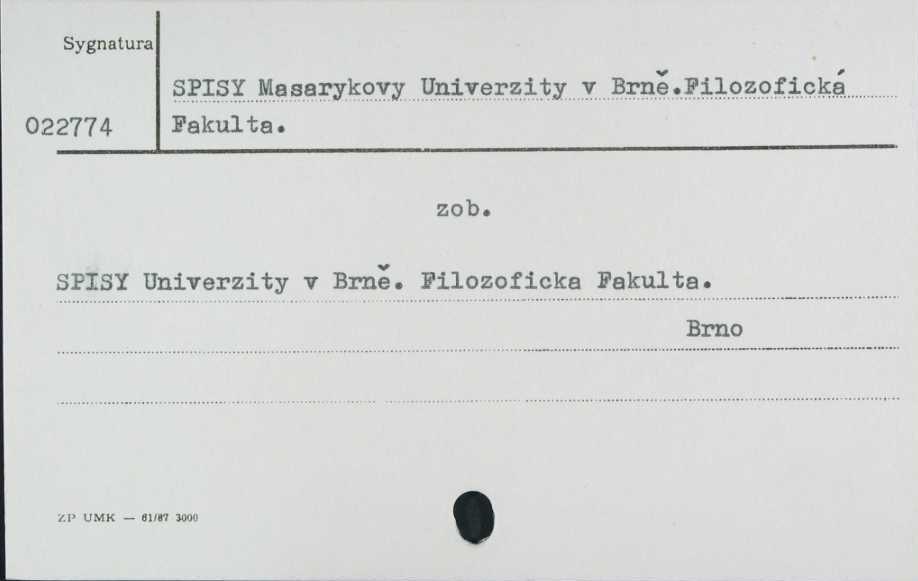 Sygnatura
SPISY Masarykovy Univerzity v Brně.Filozofická
022774
Fakulta.
zob.
SPISY Univerzity v Brně. Filozoficka Fakulta.
Brno
ZP UMK — 61/87 3000